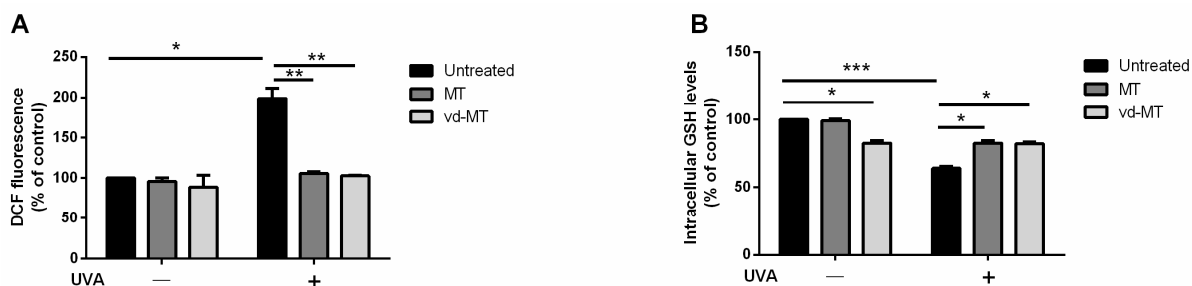 A
DCF fluorescence
(% of control)
250
200
150
100
50
0
*
**
**
Untreated
MT
vd-MT
UVA
—
+
B
Intracellular GSH levels
(% of control)
150
100
50
0
***
*
*
*
Untreated
MT
vd-MT
UVA
—
+